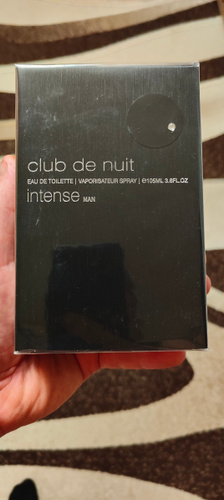 club de nuit
EAU DE TOILETTE | VAPORISATEUR SPRAY | ℮105ML 3.6FL.OZ
intense MAN